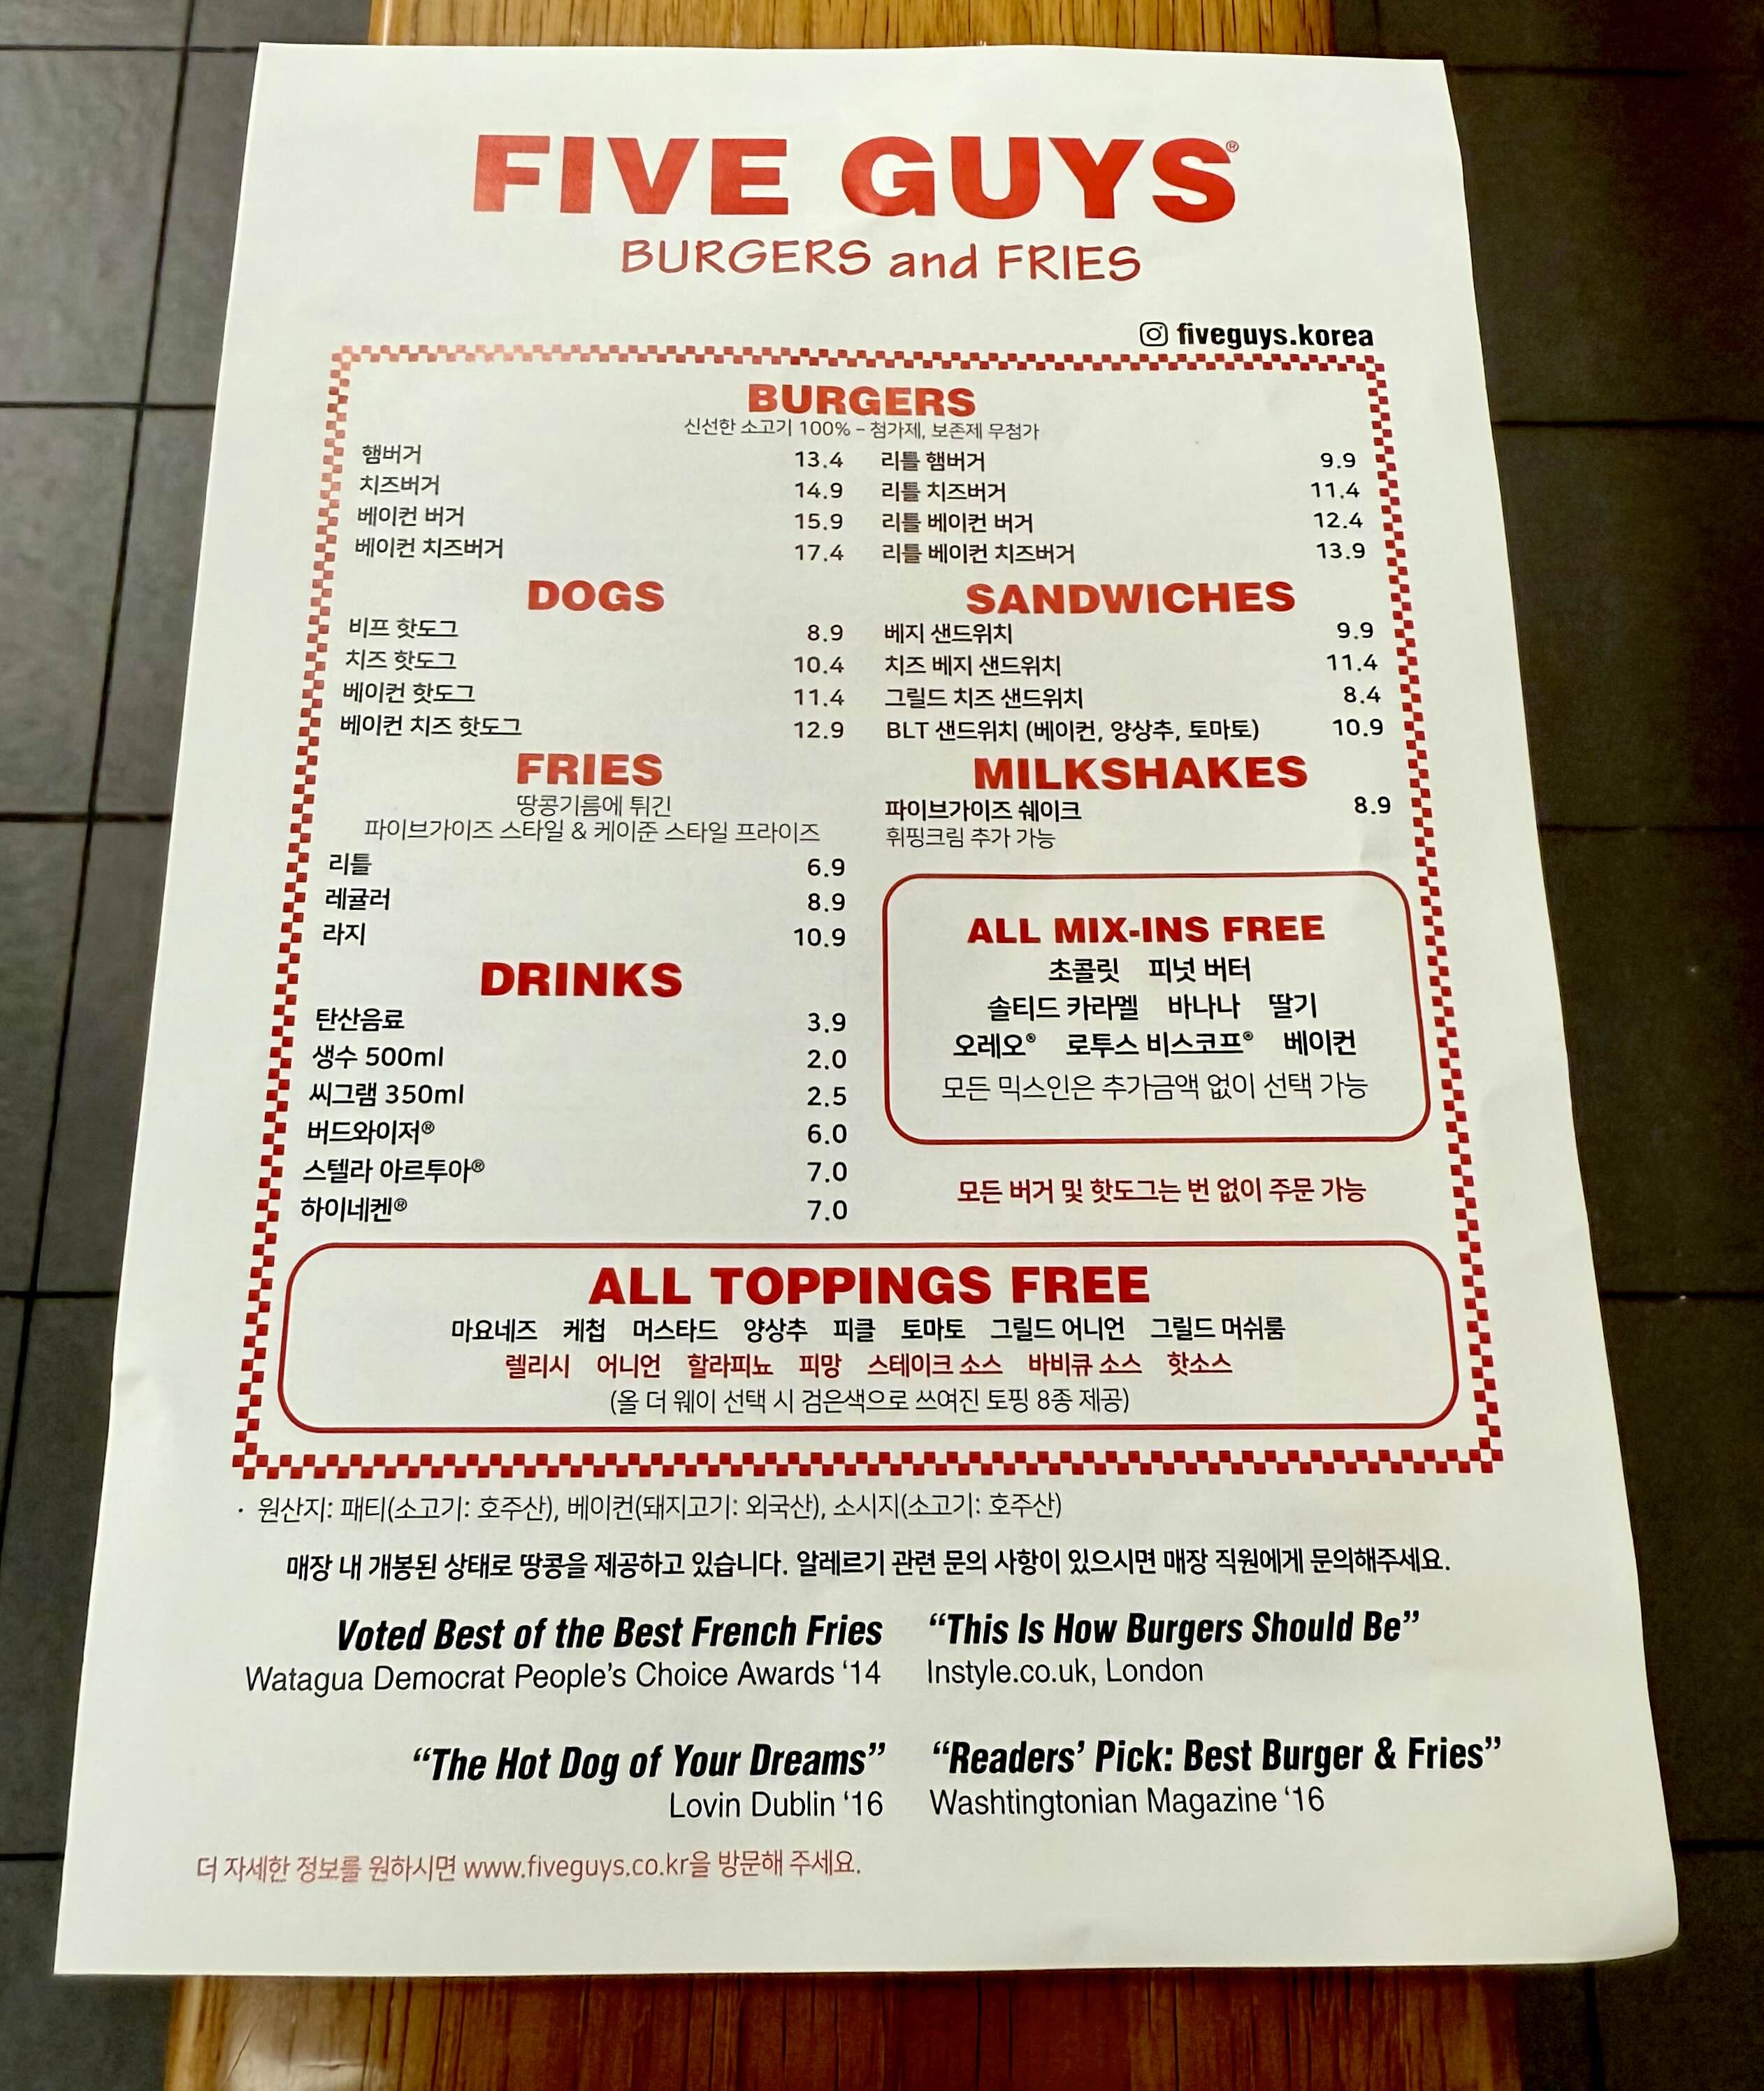 FIVE GUYS®
BURGERS and FRIES
fiveguys.korea
BURGERS
신선한 소고기 100% – 첨가제, 보존제 무첨가
햄버거 13.4
치즈버거 14.9
베이컨 버거 15.9
베이컨 치즈버거 17.4
리틀 햄버거 9.9
리틀 치즈버거 11.4
리틀 베이컨 버거 12.4
리틀 베이컨 치즈버거 13.9
DOGS
비프 핫도그 8.9
치즈 핫도그 10.4
베이컨 핫도그 11.4
베이컨 치즈 핫도그 12.9
SANDWICHES
베지 샌드위치 9.9
치즈 베지 샌드위치 11.4
그릴드 치즈 샌드위치 8.4
BLT 샌드위치 (베이컨, 양상추, 토마토) 10.9
FRIES
땅콩기름에 튀긴
파이브가이즈 스타일 & 케이준 스타일 프라이즈
리틀 6.9
레귤러 8.9
라지 10.9
DRINKS
탄산음료 3.9
생수 500ml 2.0
씨그램 350ml 2.5
버드와이저® 6.0
스텔라 아르투아® 7.0
하이네켄® 7.0
MILKSHAKES
파이브가이즈 쉐이크 8.9
휘핑크림 추가 가능
ALL MIX-INS FREE
초콜릿 피넛 버터
솔티드 카라멜 바나나 딸기
오레오® 로투스 비스코프® 베이컨
모든 믹스인은 추가금액 없이 선택 가능
모든 버거 및 핫도그는 번 없이 주문 가능
ALL TOPPINGS FREE
마요네즈 케첩 머스타드 양상추 피클 토마토 그릴드 어니언 그릴드 머쉬룸
렐리시 어니언 할라피뇨 피망 스테이크 소스 바비큐 소스 핫소스
(올 더 웨이 선택 시 검은색으로 쓰여진 토핑 8종 제공)
· 원산지: 패티(소고기: 호주산), 베이컨(돼지고기: 외국산), 소시지(소고기: 호주산)
매장 내 개봉된 상태로 땅콩을 제공하고 있습니다. 알레르기 관련 문의 사항이 있으시면 매장 직원에게 문의해주세요.
Voted Best of the Best French Fries
Watagua Democrat People's Choice Awards ‘14
“This Is How Burgers Should Be”
Instyle.co.uk, London
“The Hot Dog of Your Dreams”
Lovin Dublin ‘16
“Readers’ Pick: Best Burger & Fries”
Washtingtonian Magazine ‘16
더 자세한 정보를 원하시면 www.fiveguys.co.kr을 방문해 주세요.